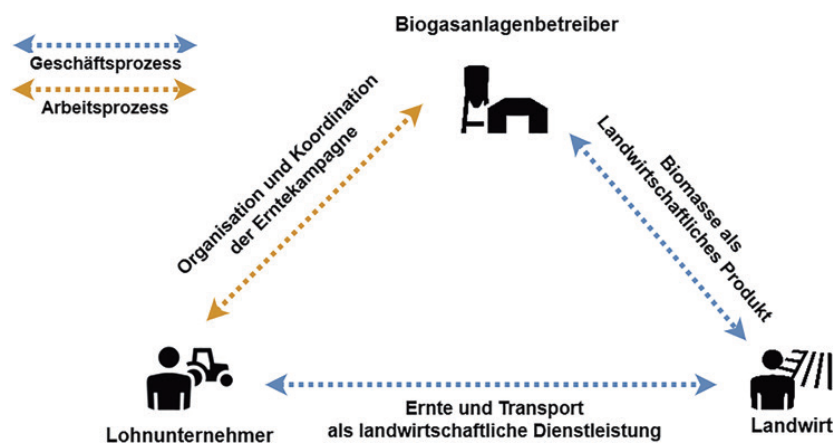 Biogasanlagenbetreiber
Geschäftsprozess
Arbeitsprozess
Organisation und Koordination
der Erntekampagne
Biomasse als
Landwirtschaftliches Produkt
Lohnunternehmer
Ernte und Transport
als landwirtschaftliche Dienstleistung
Landwirt